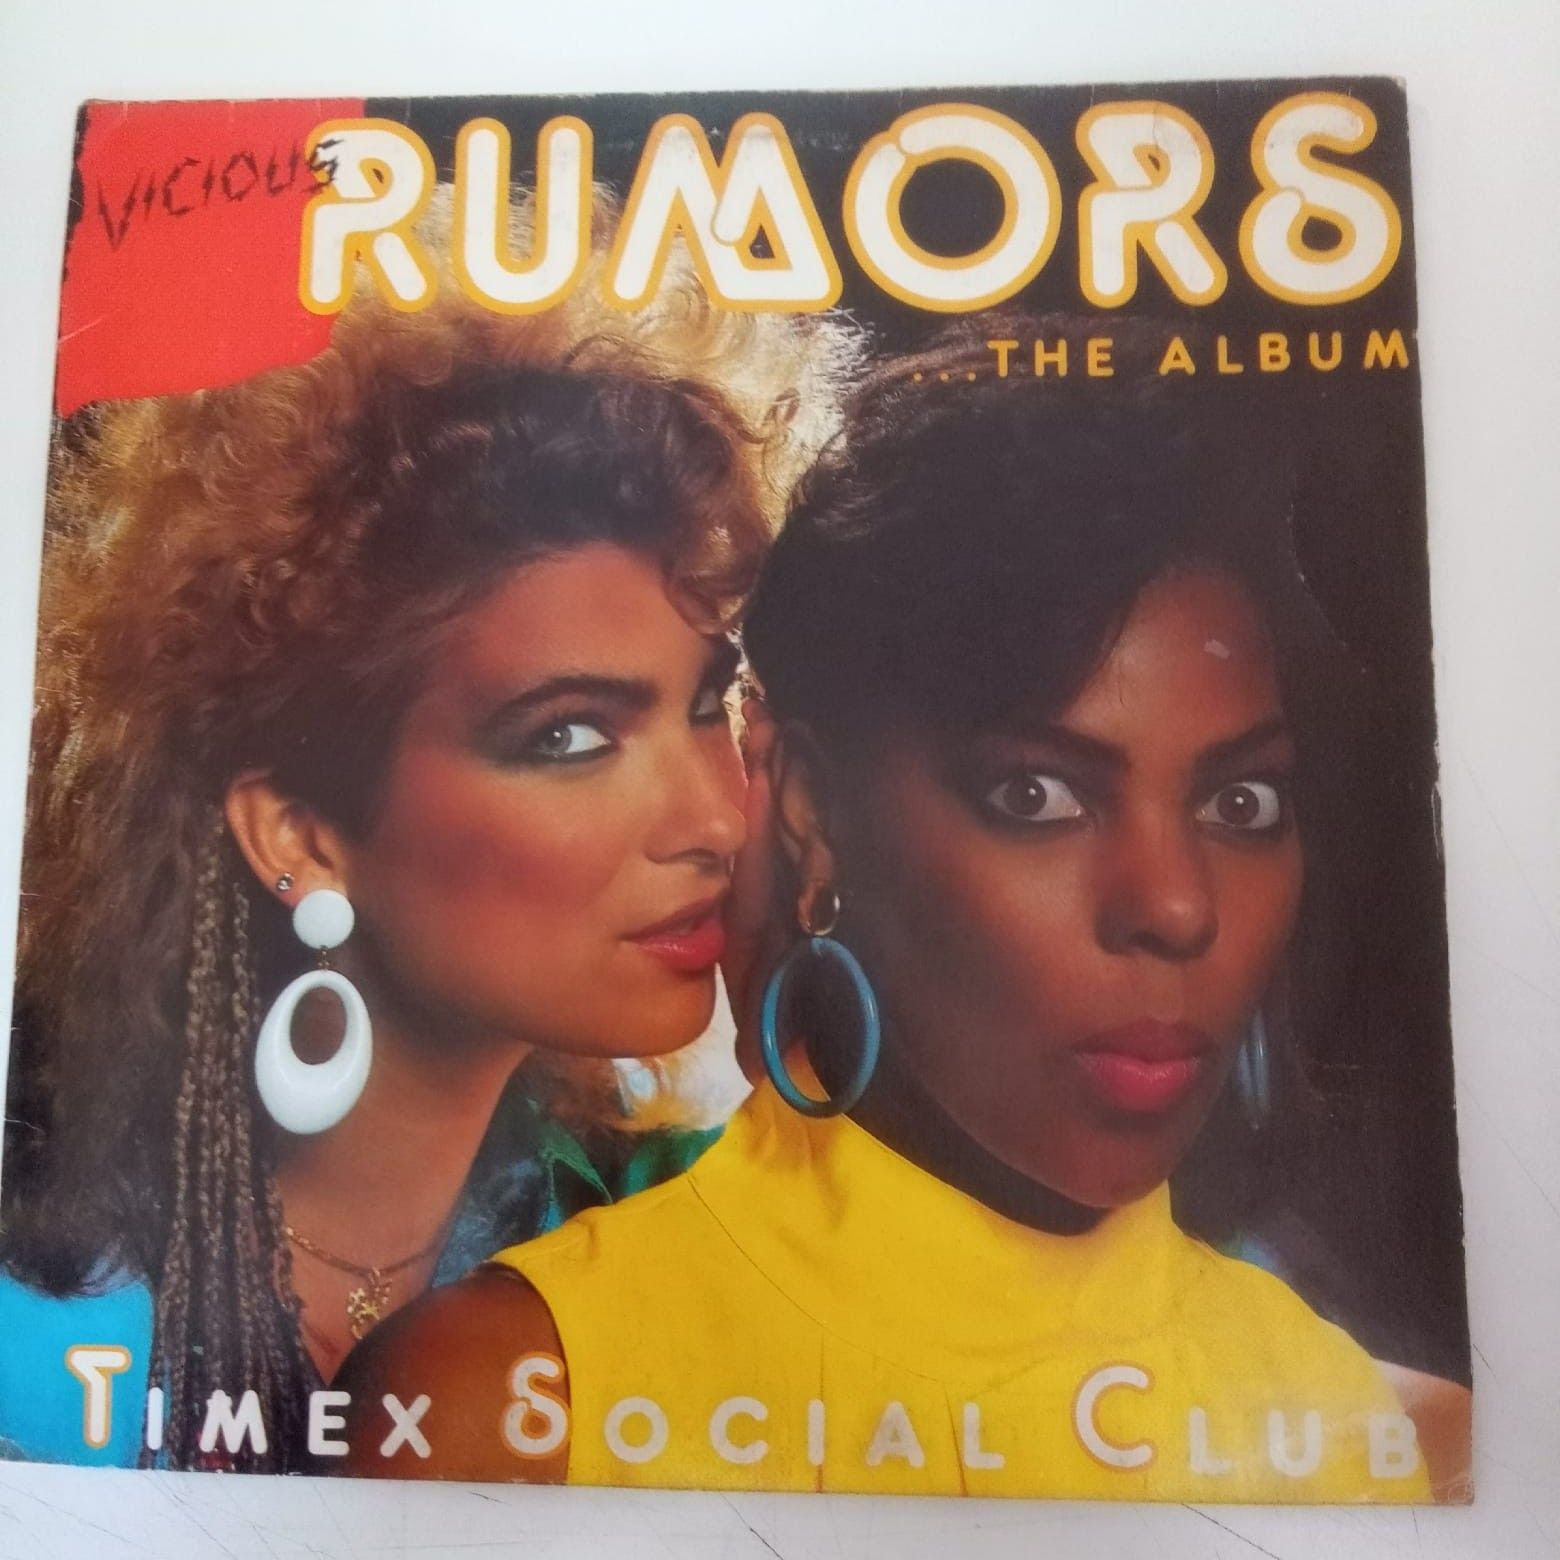 VICIOUS RUMORS
...THE ALBUM
TIMEX SOCIAL CLUB